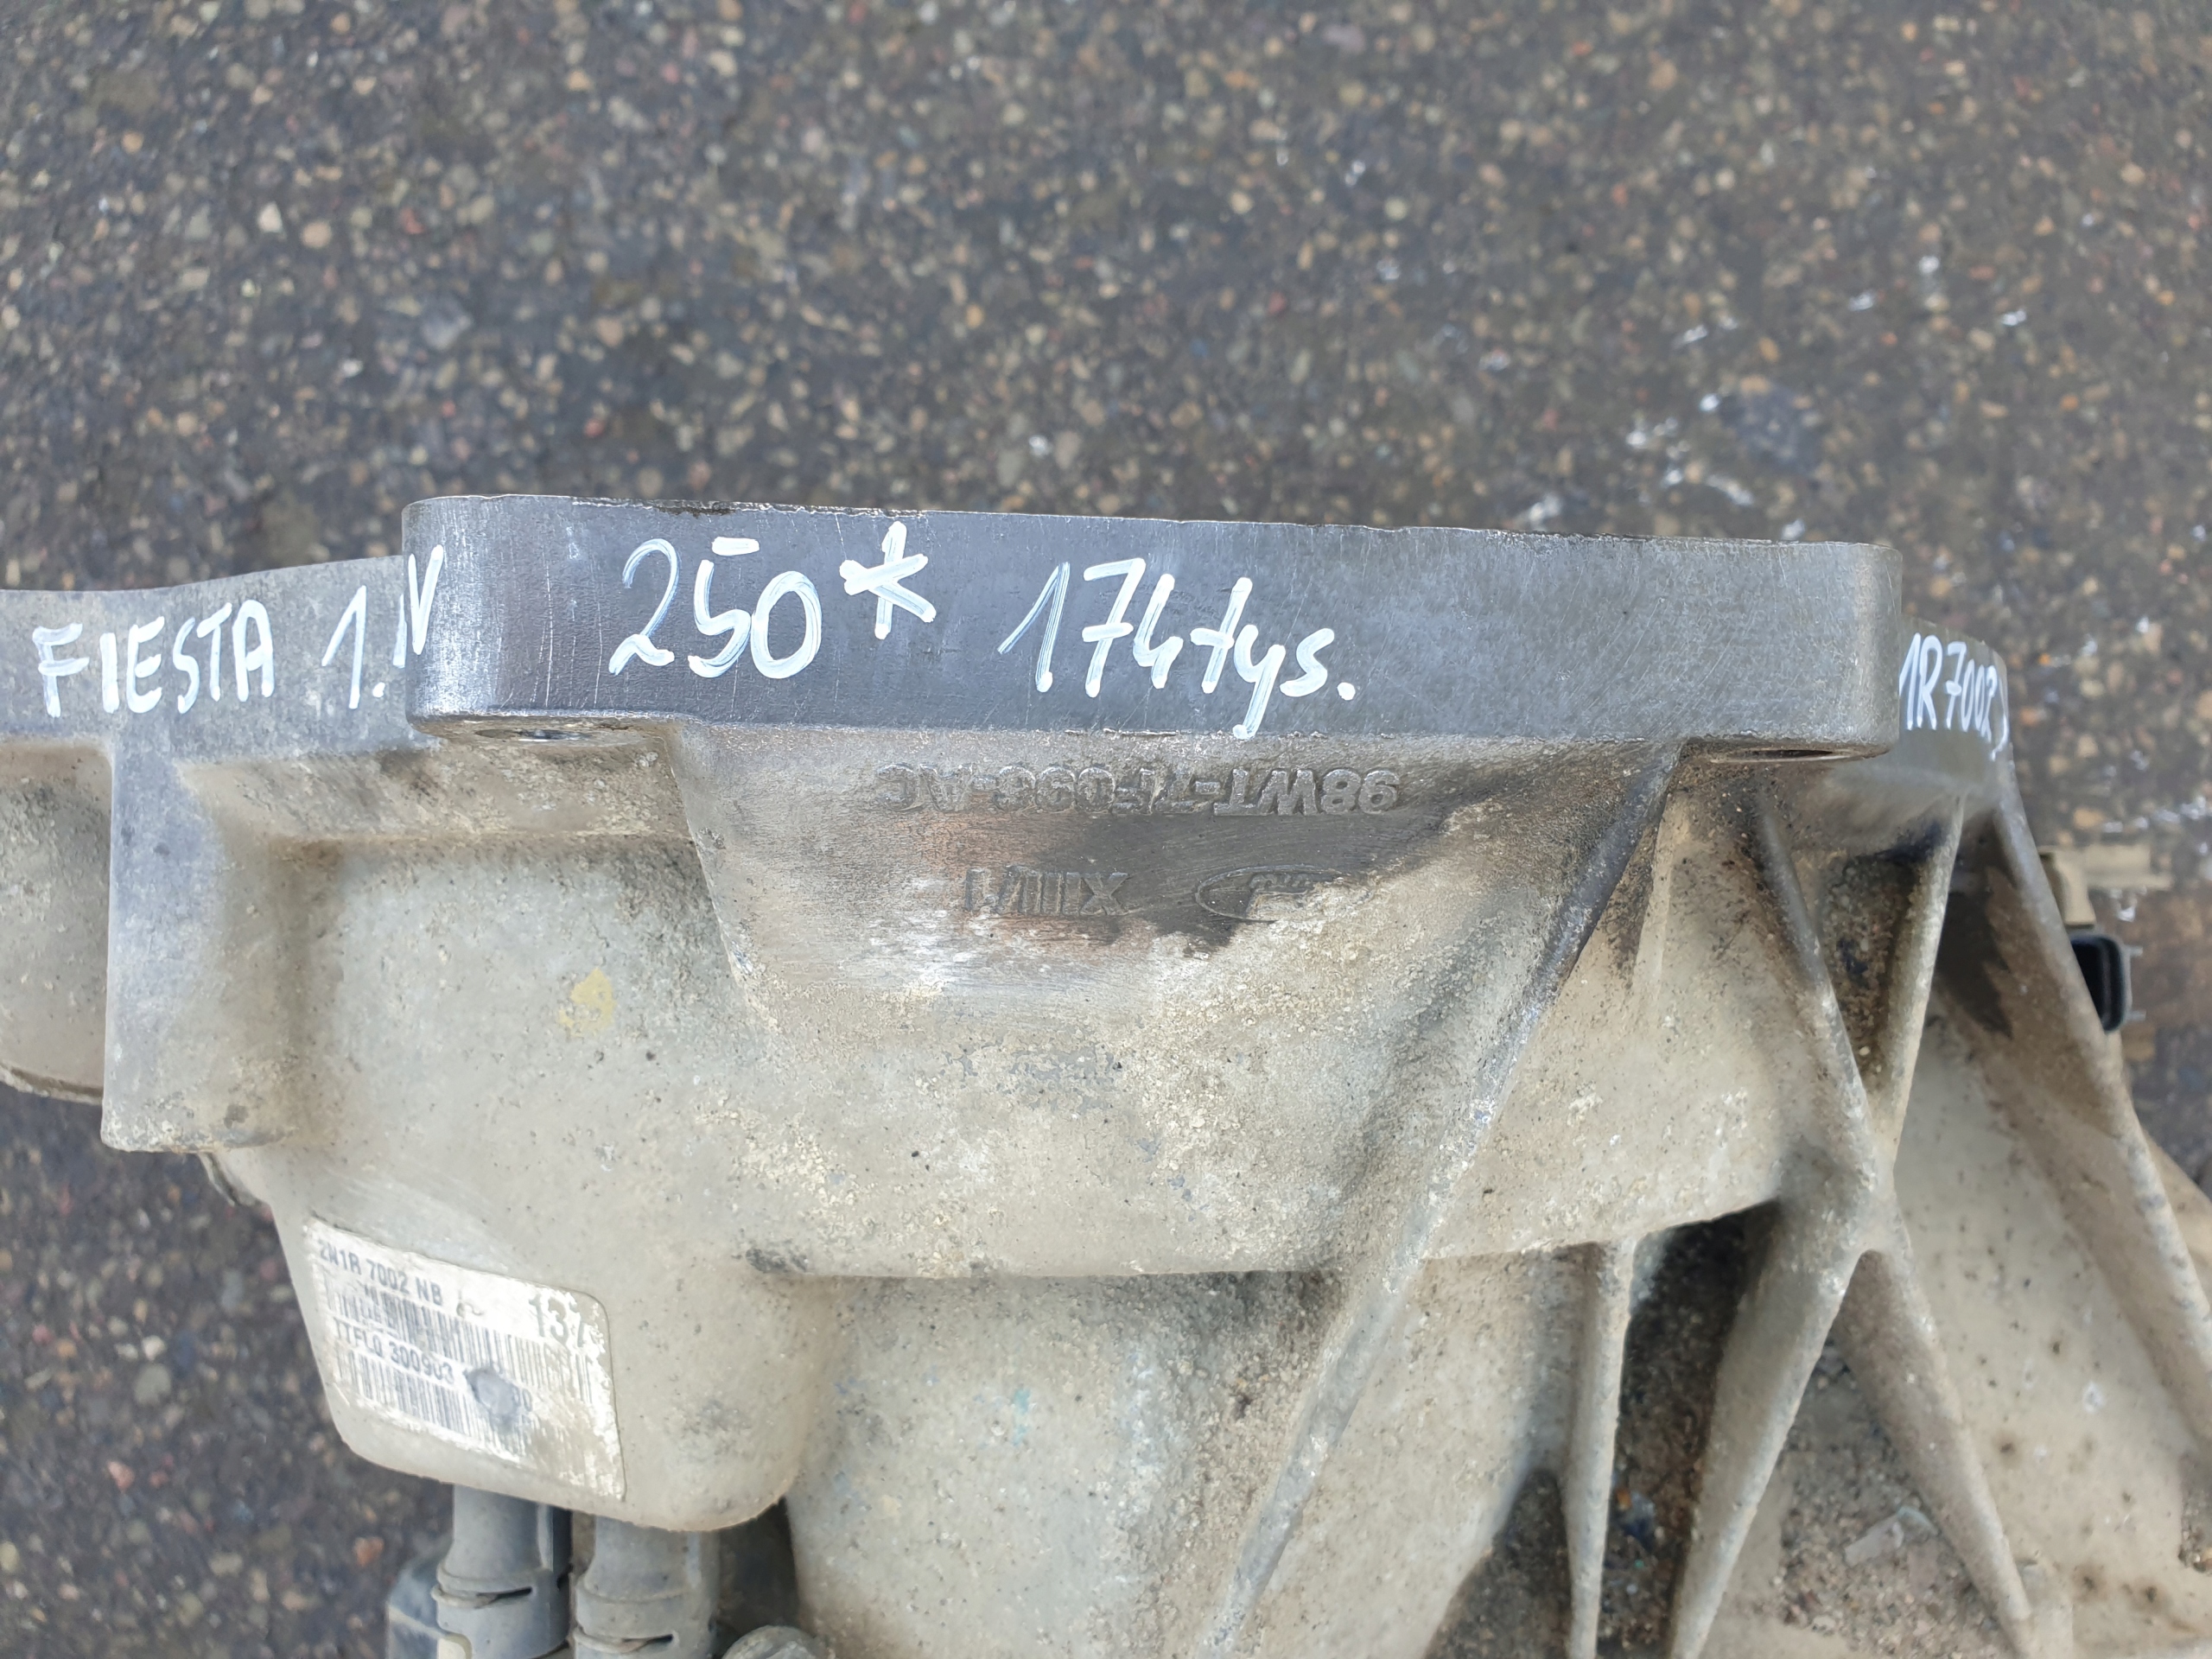 FIESTA 1.
250* 174tys.
1R7002
98WT-7F096-AC
XIII/1
2N1R 7002 NB
137
TTFLQ 300903